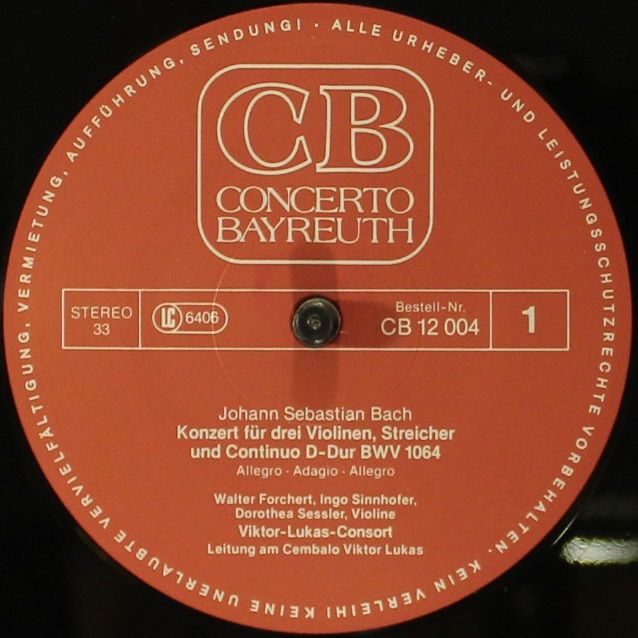 ALLE URHEBER- UND LEISTUNGSSCHUTZRECHTE VORBEHALTEN. KEIN VERLEIH! KEINE UNERLAUBTE VERVIELFÄLTIGUNG, VERMIETUNG, AUFFÜHRUNG, SENDUNG! ·
CB
CONCERTO
BAYREUTH
STEREO
33
LC 6406
Bestell-Nr.
CB 12 004
1
Johann Sebastian Bach
Konzert für drei Violinen, Streicher
und Continuo D-Dur BWV 1064
Allegro · Adagio · Allegro
Walter Forchert, Ingo Sinnhofer,
Dorothea Sessler, Violine
Viktor-Lukas-Consort
Leitung am Cembalo Viktor Lukas